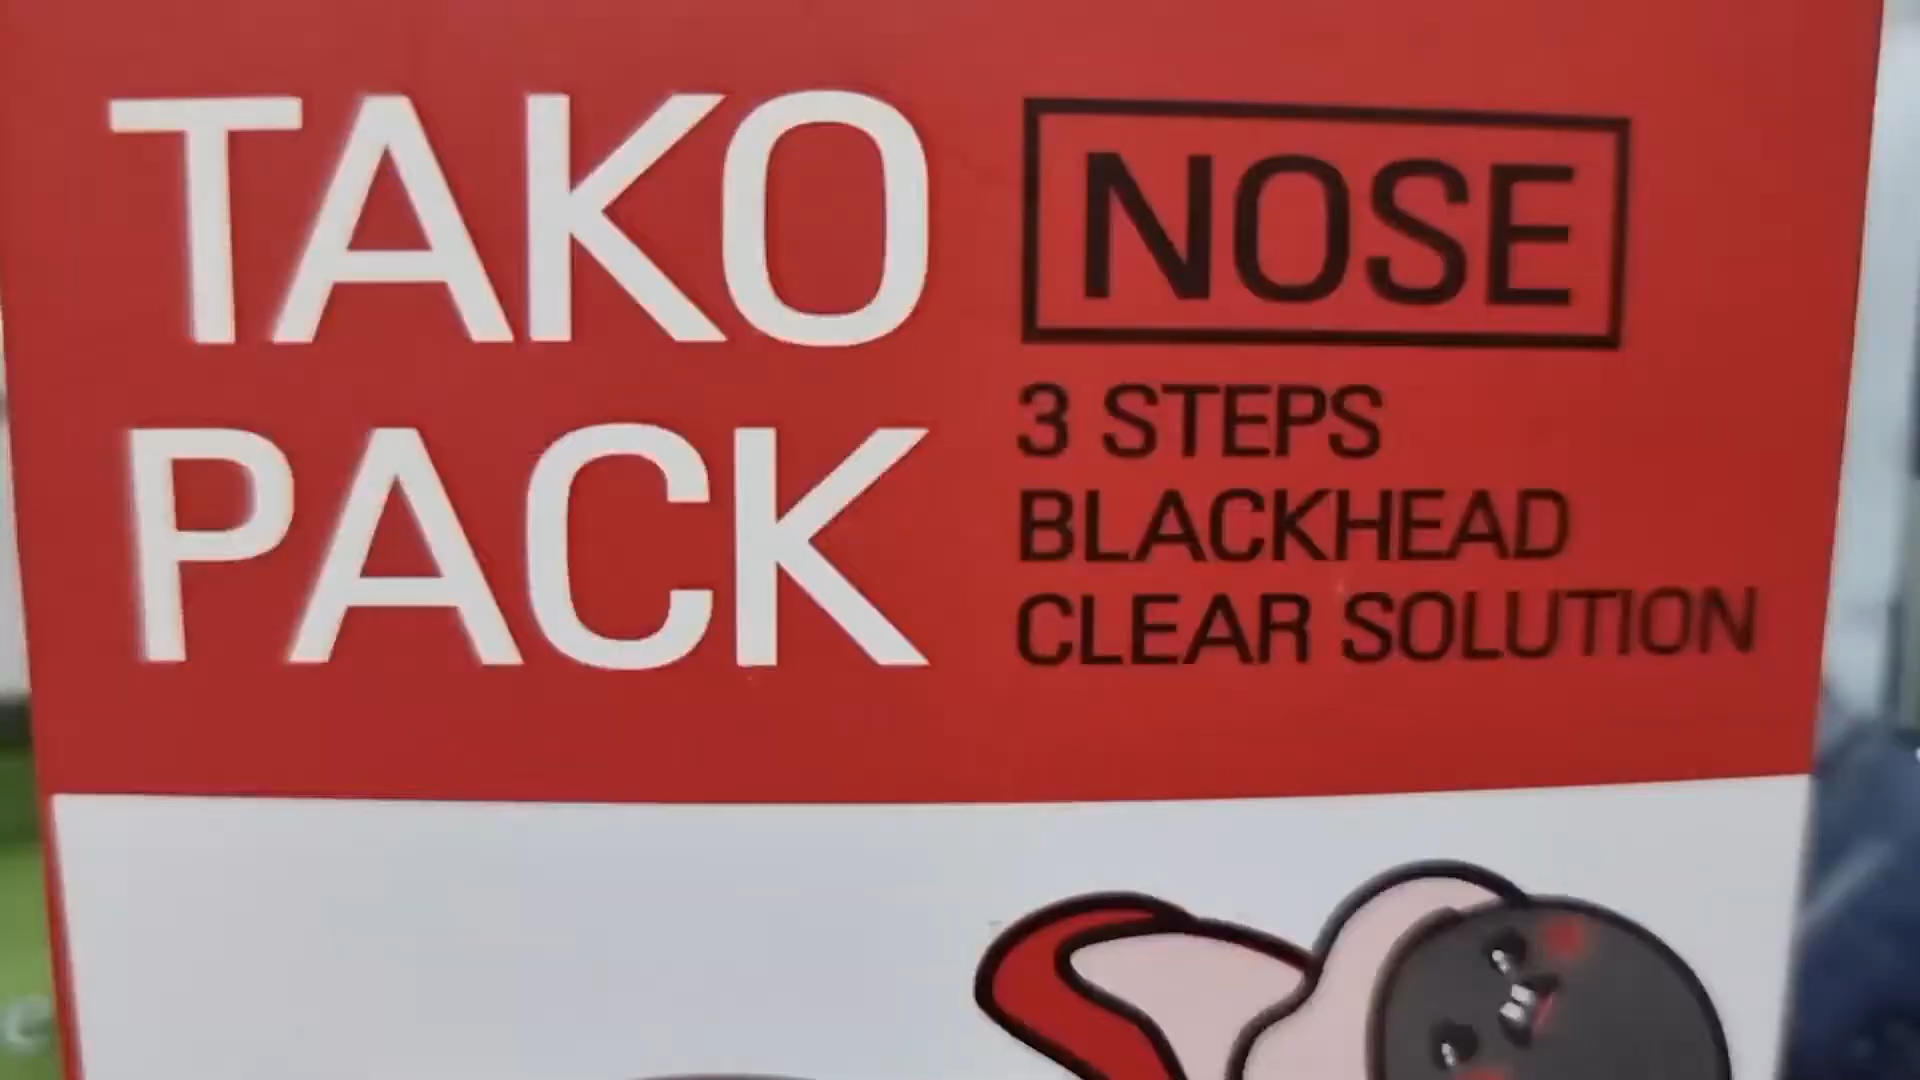 TAKO
PACK
NOSE
3 STEPS
BLACKHEAD
CLEAR SOLUTION